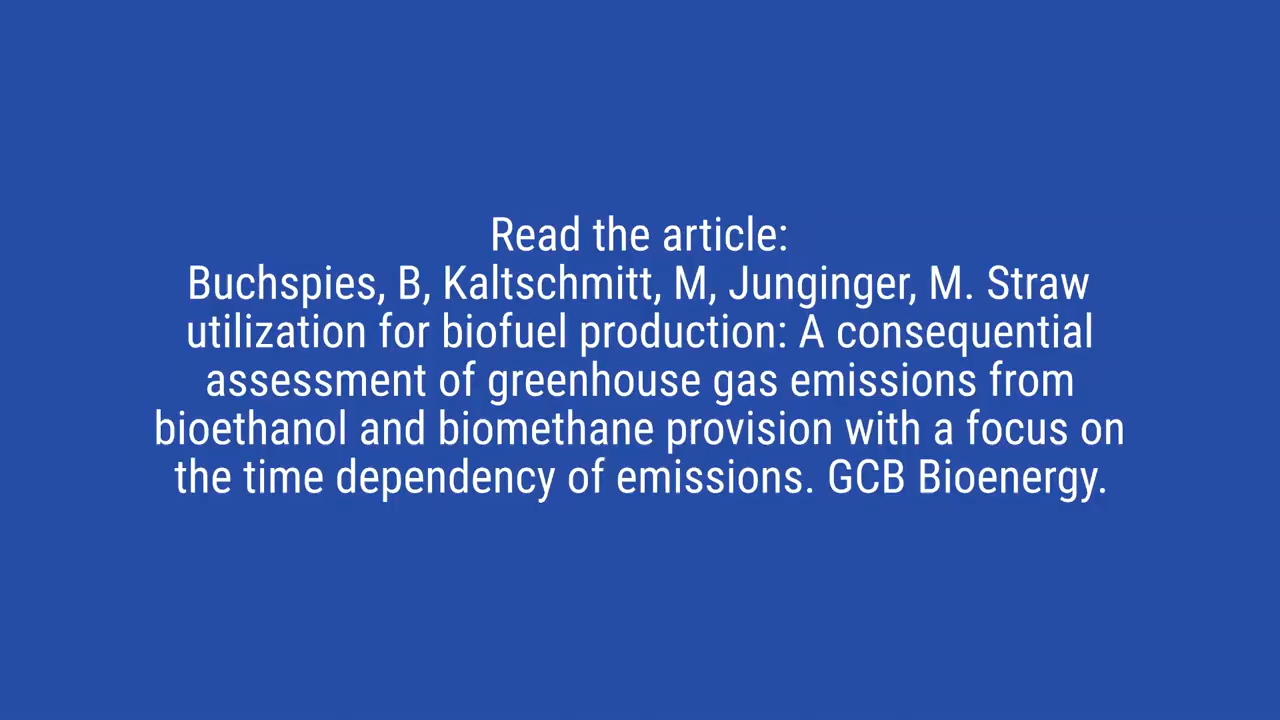 Read the article:
Buchspies, B, Kaltschmitt, M, Junginger, M. Straw
utilization for biofuel production: A consequential
assessment of greenhouse gas emissions from
bioethanol and biomethane provision with a focus on
the time dependency of emissions. GCB Bioenergy.